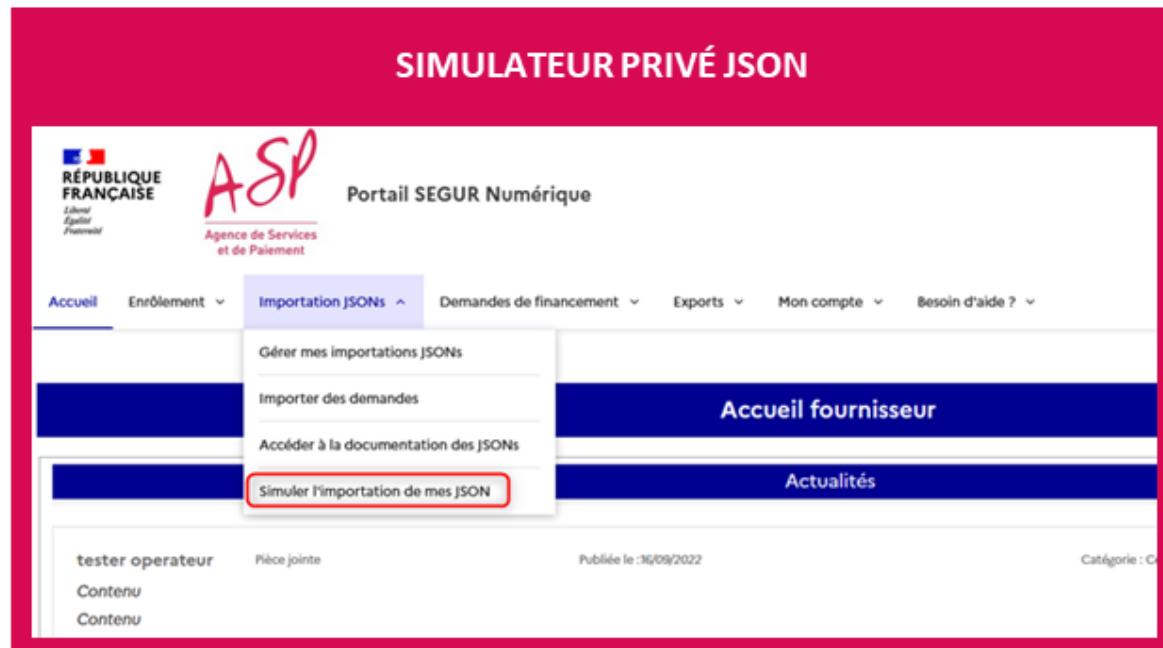 SIMULATEUR PRIVÉ JSON
RÉPUBLIQUE
FRANÇAISE
Liberté
Égalité
Fraternité
ASP
Agence de Services
et de Paiement
Portail SEGUR Numérique
Accueil Enrôlement Importation JSONs Demandes de financement Exports Mon compte Besoin d'aide ?
Gérer mes importations JSONs
Importer des demandes
Accéder à la documentation des JSONs
Simuler l'importation de mes JSON
Accueil fournisseur
Actualités
tester operateur Pièce jointe Publiée le :16/09/2022 Catégorie :
Contenu
Contenu